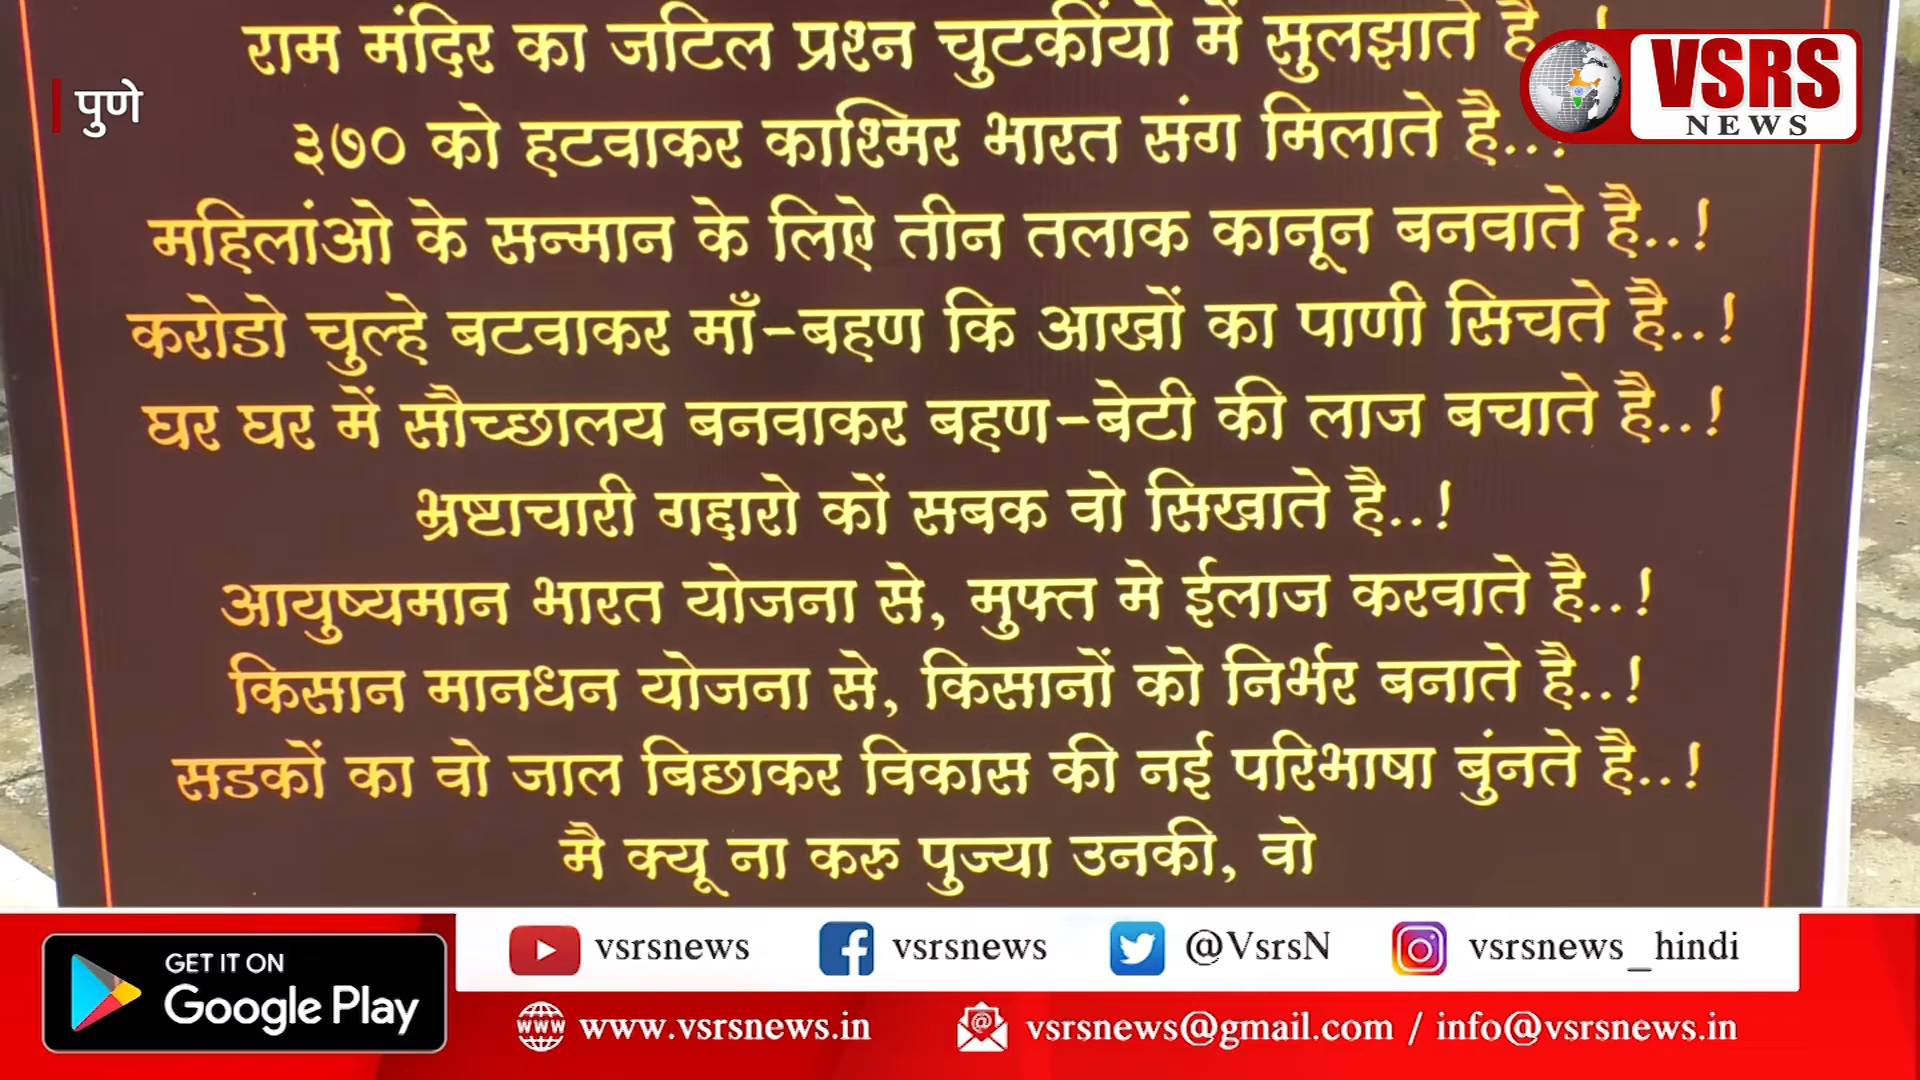 राम मंदिर का जटिल प्रश्न चुटकींयो में सुलझाते है..!
पुणे
VSRS
NEWS
३७० को हटवाकर काश्मिर भारत संग मिलाते है..!
महिलांओ के सन्मान के लिऐ तीन तलाक कानून बनवाते है..!
करोडो चुल्हे बटवाकर माँ-बहण कि आखों का पाणी सिचते है..!
घर घर में सौच्छालय बनवाकर बहण-बेटी की लाज बचाते है..!
भ्रष्टाचारी गद्दारो कों सबक वो सिखाते है..!
आयुष्यमान भारत योजना से, मुफ्त मे ईलाज करवाते है..!
किसान मानधन योजना से, किसानों को निर्भर बनाते है..!
सडकों का वो जाल बिछाकर विकास की नई परिभाषा बुंनते है..!
मै क्यू ना करु पुज्या उनकी, वो
GET IT ON
Google Play
vsrsnews
vsrsnews
@VsrsN
vsrsnews_hindi
www.vsrsnews.in
vsrsnews@gmail.com / info@vsrsnews.in